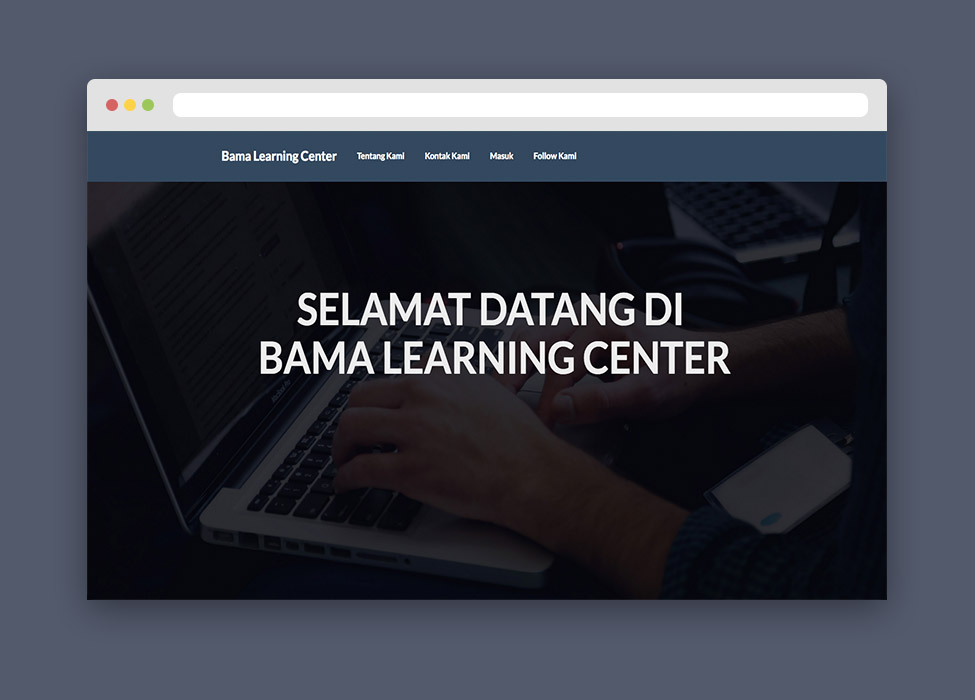 Bama Learning Center Tentang Kami Kontak Kami Masuk Follow Kami
SELAMAT DATANG DI
BAMA LEARNING CENTER